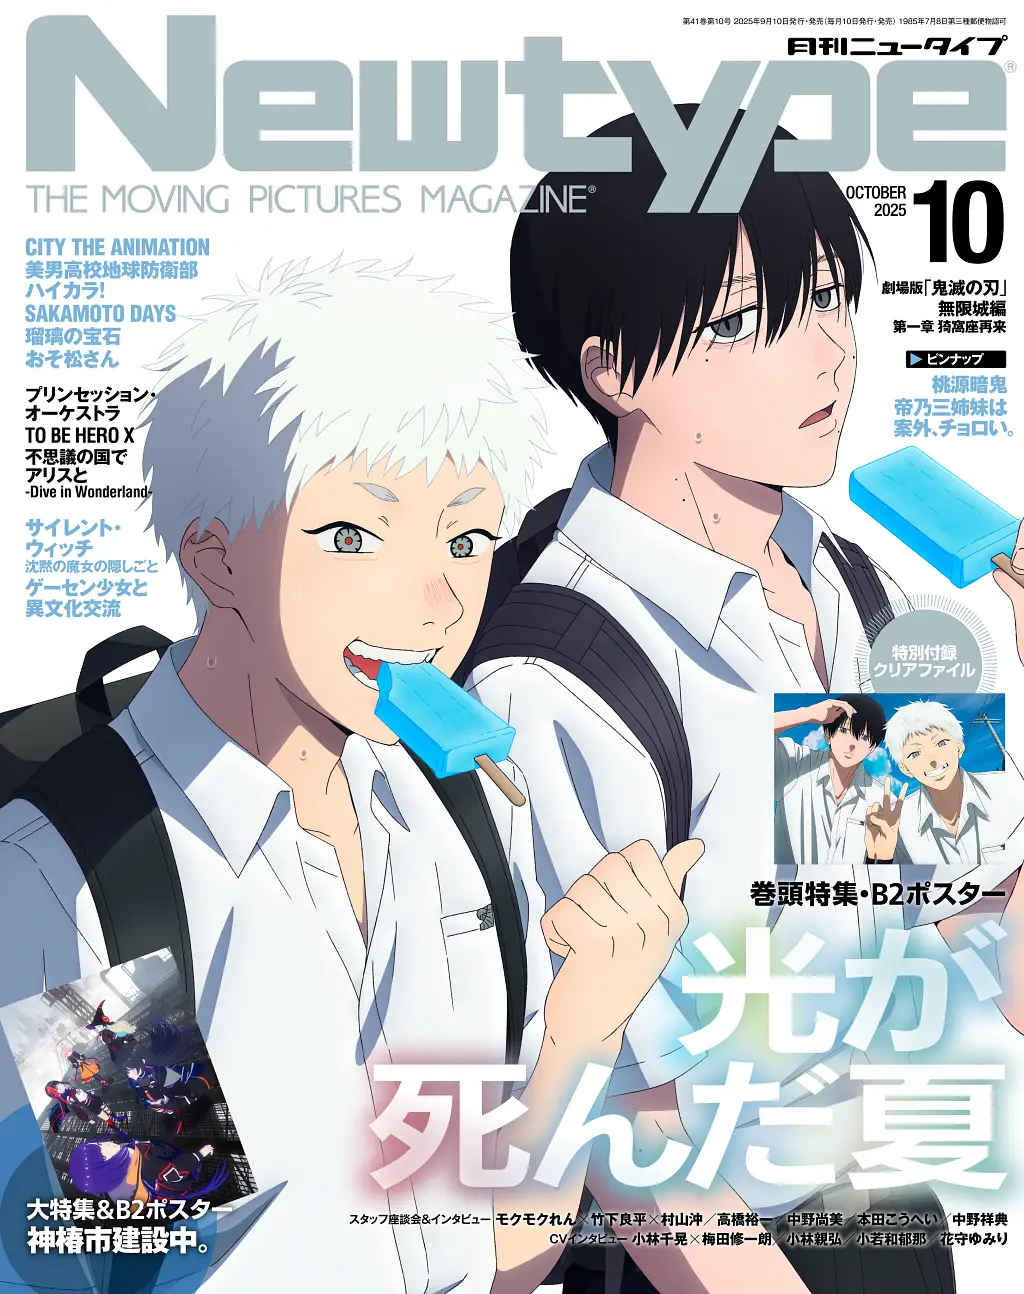 第41巻第10号 2025年9月10日発行・発売(毎月10日発行・発売) 1985年7月8日第三種郵便物認可
月刊ニュータイプ
Newtype®
THE MOVING PICTURES MAGAZINE®
OCTOBER
2025
10
CITY THE ANIMATION
美男高校地球防衛部
ハイカラ!
SAKAMOTO DAYS
瑠璃の宝石
おそ松さん
プリンセッション・
オーケストラ
TO BE HERO X
不思議の国で
アリスと
-Dive in Wonderland-
サイレント・
ウィッチ
沈黙の魔女の隠しごと
ゲーセン少女と
異文化交流
劇場版「鬼滅の刃」
無限城編
第一章 猗窩座再来
▶ピンナップ
桃源暗鬼
帝乃三姉妹は
案外、チョロい。
特別付録
クリアファイル
巻頭特集・B2ポスター
光が
死んだ夏
スタッフ座談会&インタビュー モクモクれん×竹下良平×村山沖/高橋裕一/中野尚美/本田こうへい/中野祥典
CVインタビュー 小林千晃×梅田修一朗/小林親弘/小若和郁那/花守ゆみり
大特集&B2ポスター
神椿市建設中。